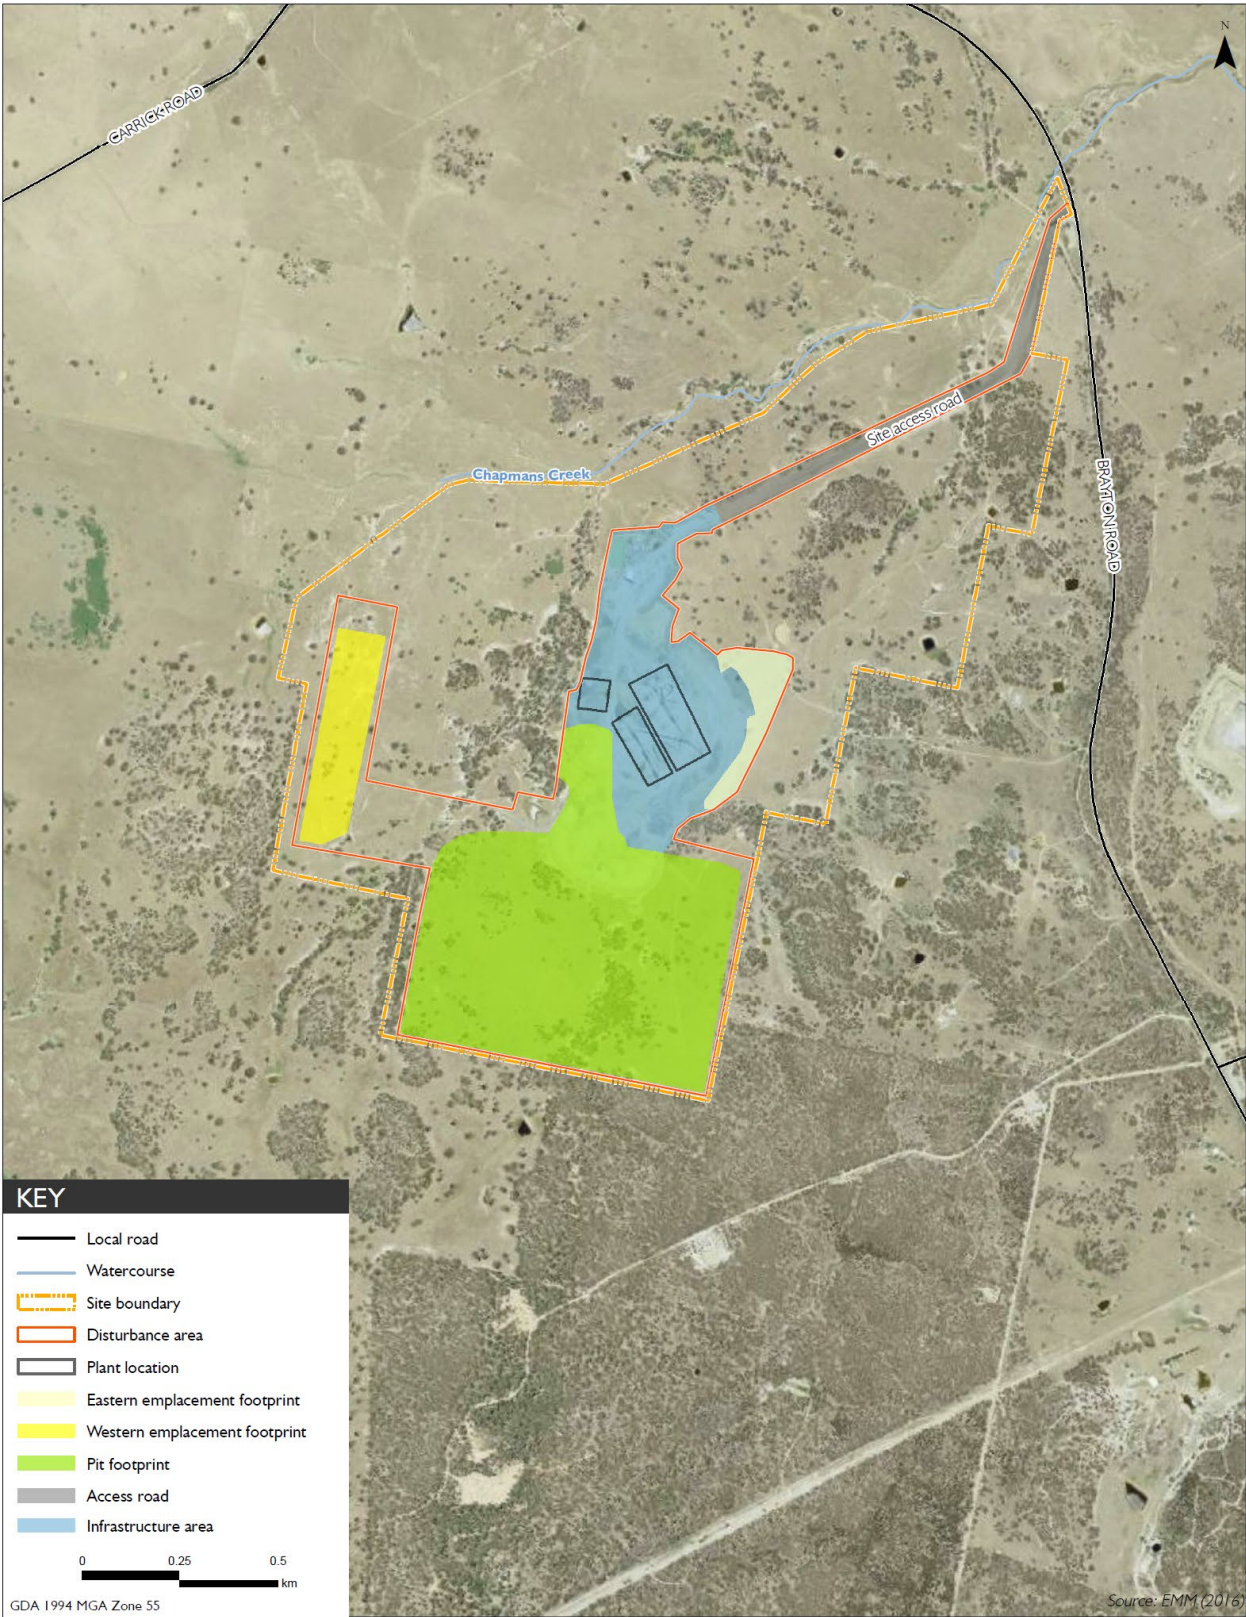 N
CARRICK ROAD
Site access road
Chapmans Creek
BRAYTON ROAD
KEY
Local road
Watercourse
Site boundary
Disturbance area
Plant location
Eastern emplacement footprint
Western emplacement footprint
Pit footprint
Access road
Infrastructure area
0 0.25 0.5
km
GDA 1994 MGA Zone 55
Source: EMM (2016)